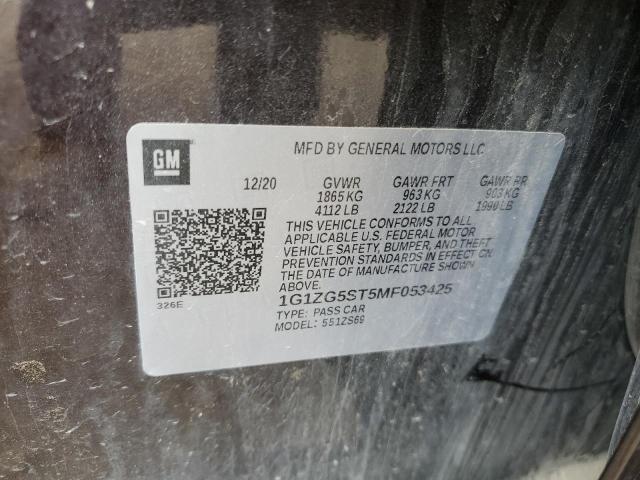 GM
MFD BY GENERAL MOTORS LLC
12/20 GVWR GAWR FRT GAWR RR
1865 KG 963 KG 903 KG
4112 LB 2122 LB 1990 LB
THIS VEHICLE CONFORMS TO ALL
APPLICABLE U.S. FEDERAL MOTOR
VEHICLE SAFETY, BUMPER, AND THEFT
PREVENTION STANDARDS IN EFFECT ON
THE DATE OF MANUFACTURE SHOWN
ABOVE.
326E
1G1ZG5ST5MF053425
TYPE: PASS CAR
MODEL: 551ZS69